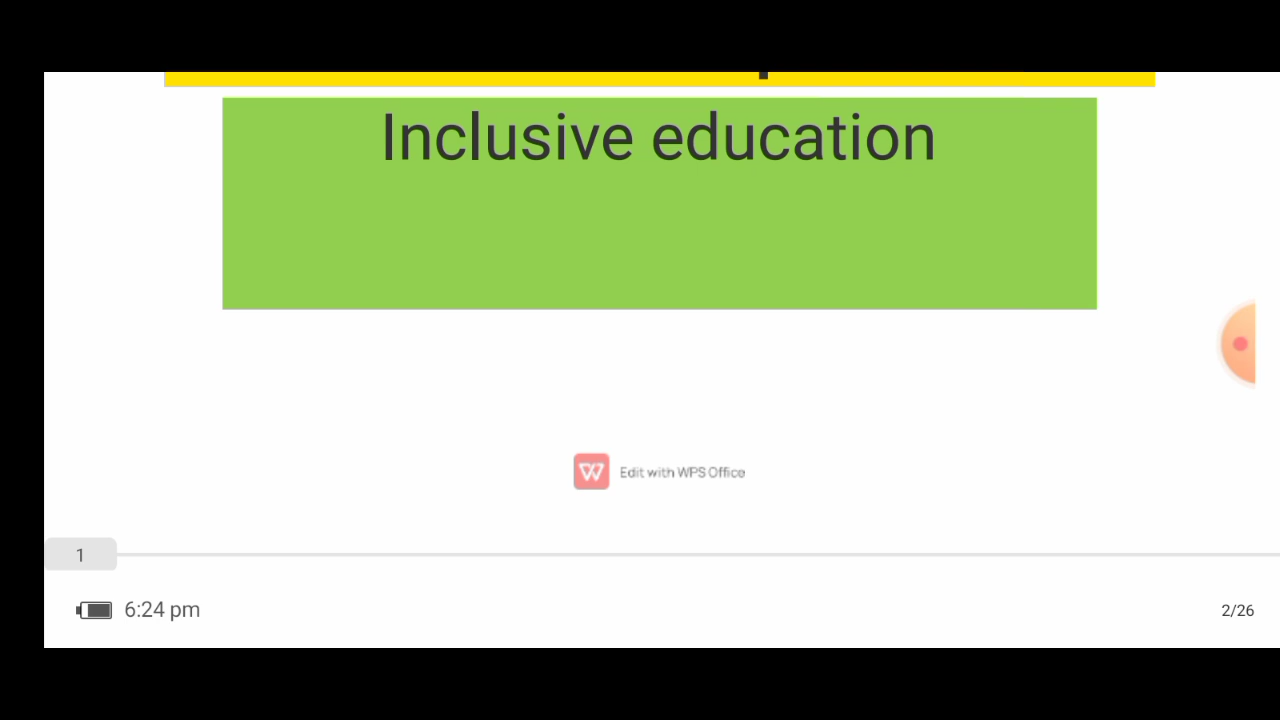 Inclusive education
Edit with WPS Office
1
6:24 pm
2/26